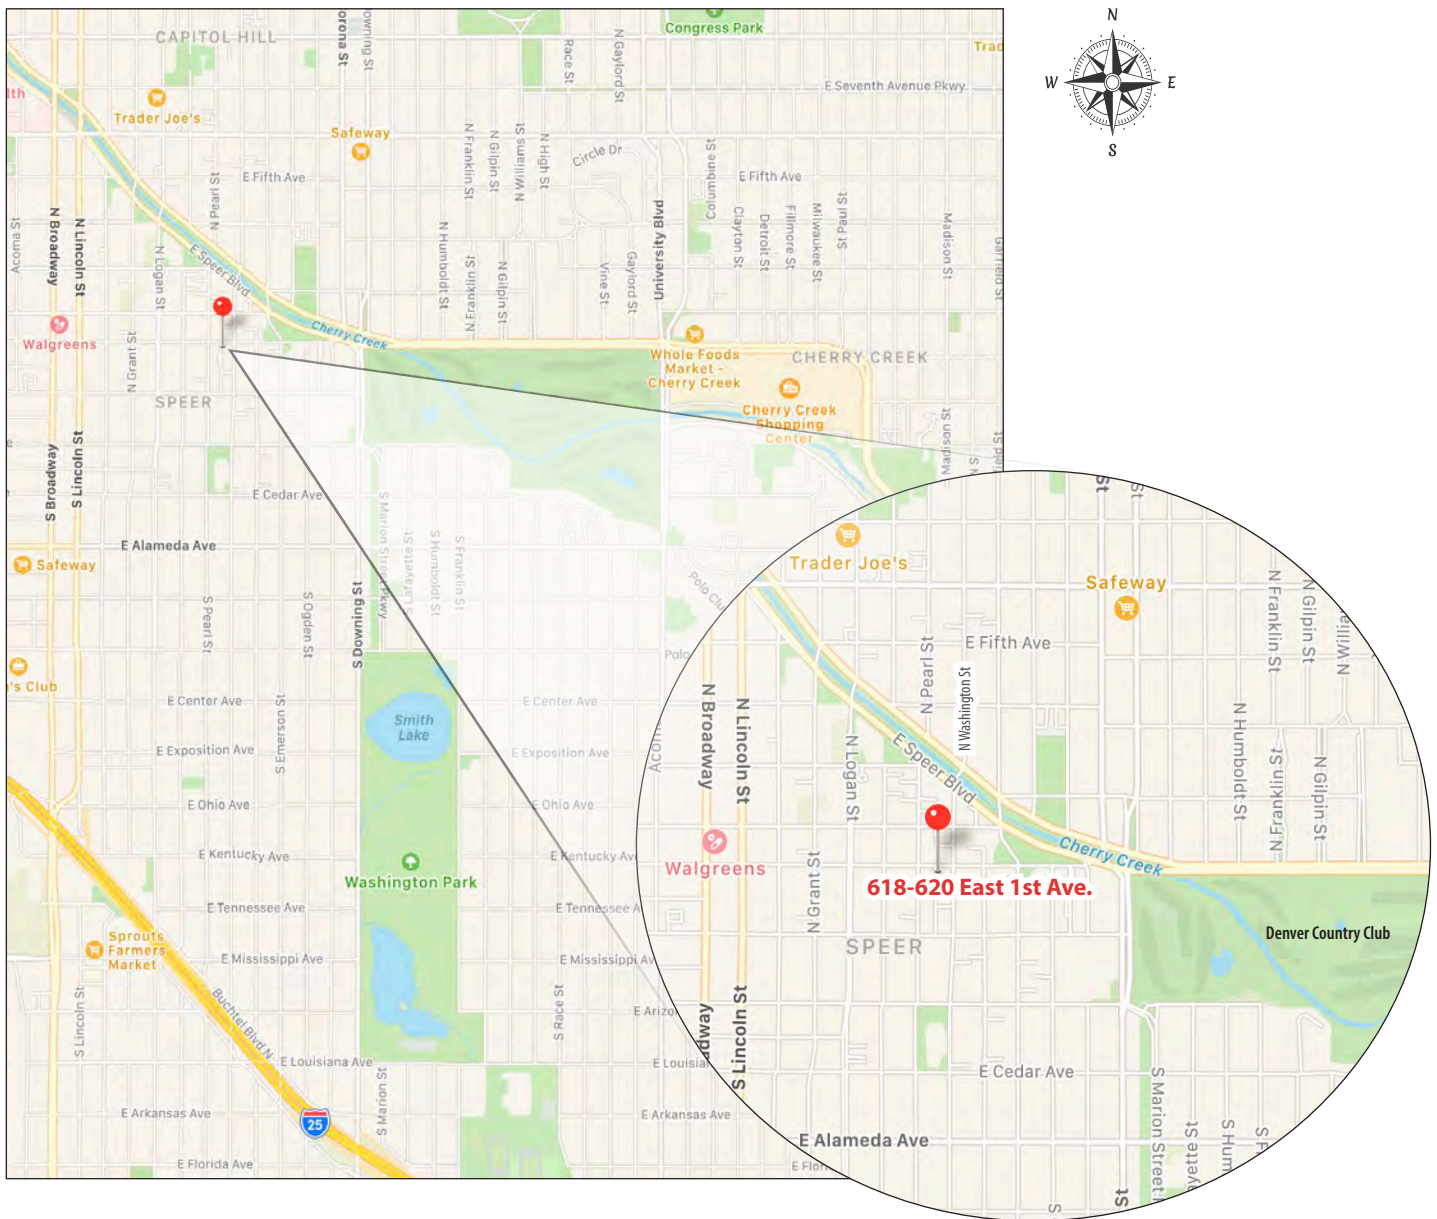 N
W
E
S
Congress Park
CAPITOL HILL
Race St
N Gaylord St
E Seventh Avenue Pkwy
Trader Joe's
Safeway
N Franklin St
N Gilpin St
N Williams St
N High St
Circle Dr
Columbine St
E Fifth Ave
N Pearl St
E Fifth Ave
Clayton St
Detroit St
Fillmore St
Milwaukee St
St Paul St
Madison St
Garfield St
Acoma St
N Broadway
N Lincoln St
N Logan St
E Speer Blvd
N Humboldt St
N Franklin St
N Gilpin St
Vine St
Gaylord St
University Blvd
Walgreens
N Grant St
Cherry Creek
Whole Foods
Market -
Cherry Creek
CHERRY CREEK
Cherry Creek
Shopping
Center
SPEER
Madison St
S Broadway
S Lincoln St
E Cedar Ave
S Marion Street Pkwy
S Lafayette St
S Humboldt St
S Franklin St
E Alameda Ave
Safeway
S Pearl St
S Ogden St
S Downing St
E Center Ave
S Emerson St
Smith
Lake
E Center Ave
E Exposition Ave
E Exposition Ave
E Ohio Ave
E Ohio Ave
E Kentucky Ave
Washington Park
E Tennessee Ave
Sprouts
Farmers
Market
E Mississippi Ave
S Lincoln St
Buchtel Blvd N
S Race St
E Louisiana Ave
S Marion St
E Arkansas Ave
E Arkansas Ave
25
E Florida Ave
Trader Joe's
Safeway
N Franklin St
N Gilpin St
N Pearl St
E Fifth Ave
N Washington St
N Broadway
N Lincoln St
N Logan St
E Speer Blvd
N Humboldt St
N Franklin St
N Gilpin St
Walgreens
Cherry Creek
618-620 East 1st Ave.
N Grant St
SPEER
Denver Country Club
S Lincoln St
E Cedar Ave
S Marion Street
E Alameda Ave